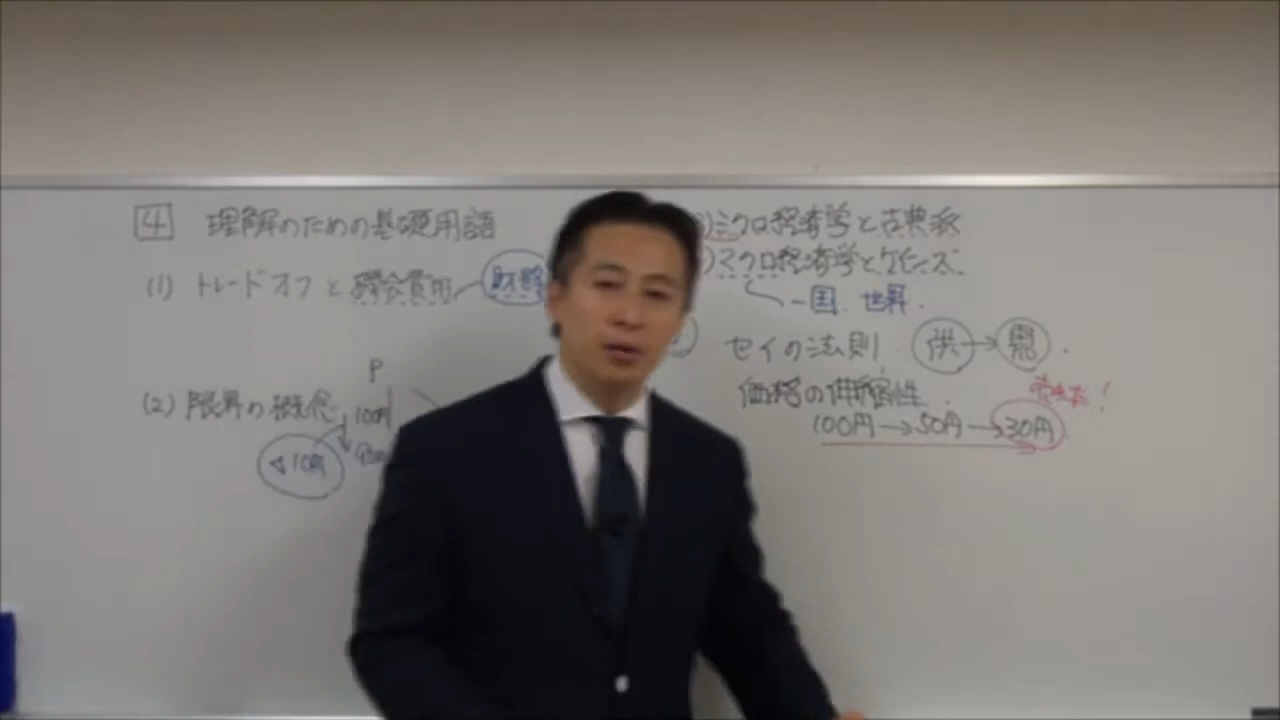 4 理解のための基礎用語
(1) トレードオフと機会費用 財務
(2) 限界の概念
P
100円
△10円
)ミクロ経済学と古典派
)マクロ経済学とケインズ
一国、世界.
セイの法則 供→需.
価格の伸縮性.
100円→50円→30円